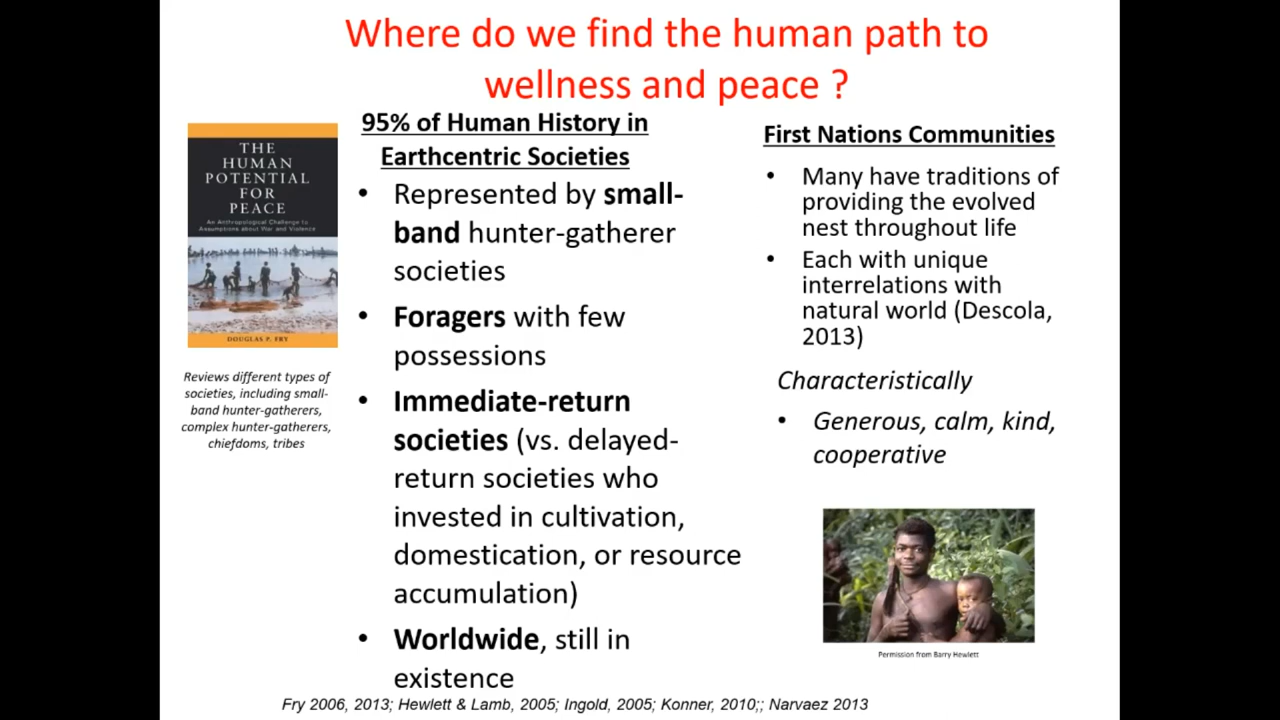 Where do we find the human path to
wellness and peace ?
95% of Human History in
Earthcentric Societies
• Represented by small-
band hunter-gatherer
societies
• Foragers with few
possessions
• Immediate-return
societies (vs. delayed-
return societies who
invested in cultivation,
domestication, or resource
accumulation)
• Worldwide, still in
existence
THE
HUMAN
POTENTIAL
FOR
PEACE
An Anthropological Challenge to
Assumptions about War and Violence
DOUGLAS P. FRY
Reviews different types of
societies, including small-
band hunter-gatherers,
complex hunter-gatherers,
chiefdoms, tribes
First Nations Communities
• Many have traditions of
providing the evolved
nest throughout life
• Each with unique
interrelations with
natural world (Descola,
2013)
Characteristically
• Generous, calm, kind,
cooperative
Permission from Barry Hewlett
Fry 2006, 2013; Hewlett & Lamb, 2005; Ingold, 2005; Konner, 2010;; Narvaez 2013